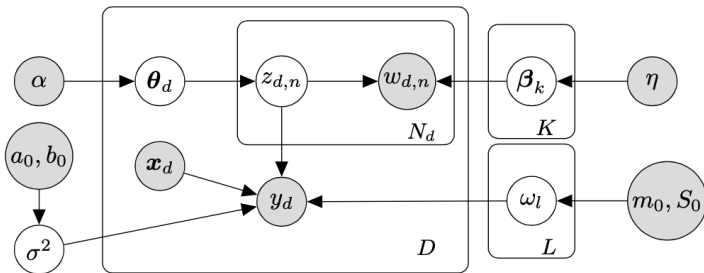 α
θ_d
z_{d,n}
w_{d,n}
β_k
η
N_d
K
a_0, b_0
x_d
y_d
ω_l
m_0, S_0
σ^2
D
L